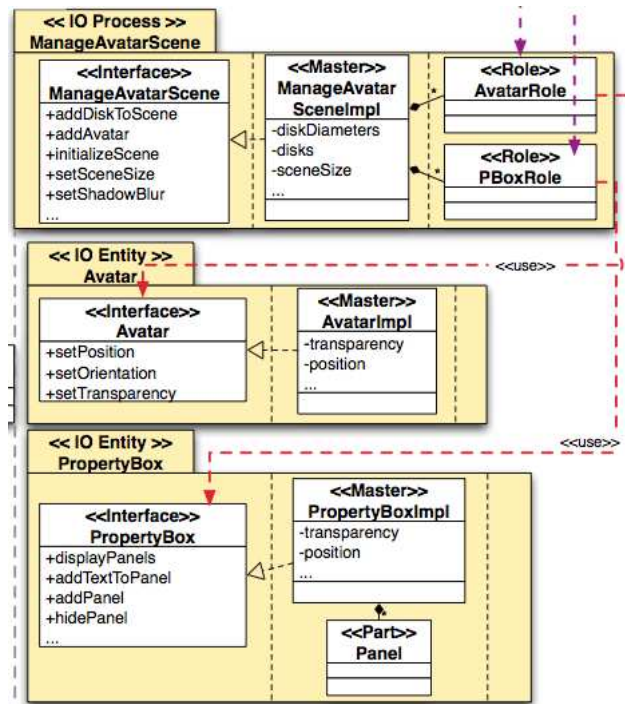 << IO Process >>
ManageAvatarScene
<<Interface>>
ManageAvatarScene
+addDiskToScene
+addAvatar
+initializeScene
+setSceneSize
+setShadowBlur
...
<<Master>>
ManageAvatar
SceneImpl
-diskDiameters
-disks
-sceneSize
...
*
*
<<Role>>
AvatarRole
<<Role>>
PBoxRole
<< IO Entity >>
Avatar
<<use>>
<<Interface>>
Avatar
+setPosition
+setOrientation
+setTransparency
<<Master>>
AvatarImpl
-transparency
-position
...
<< IO Entity >>
PropertyBox
<<use>>
<<Interface>>
PropertyBox
+displayPanels
+addTextToPanel
+addPanel
+hidePanel
...
<<Master>>
PropertyBoxImpl
-transparency
-position
...
*
<<Part>>
Panel